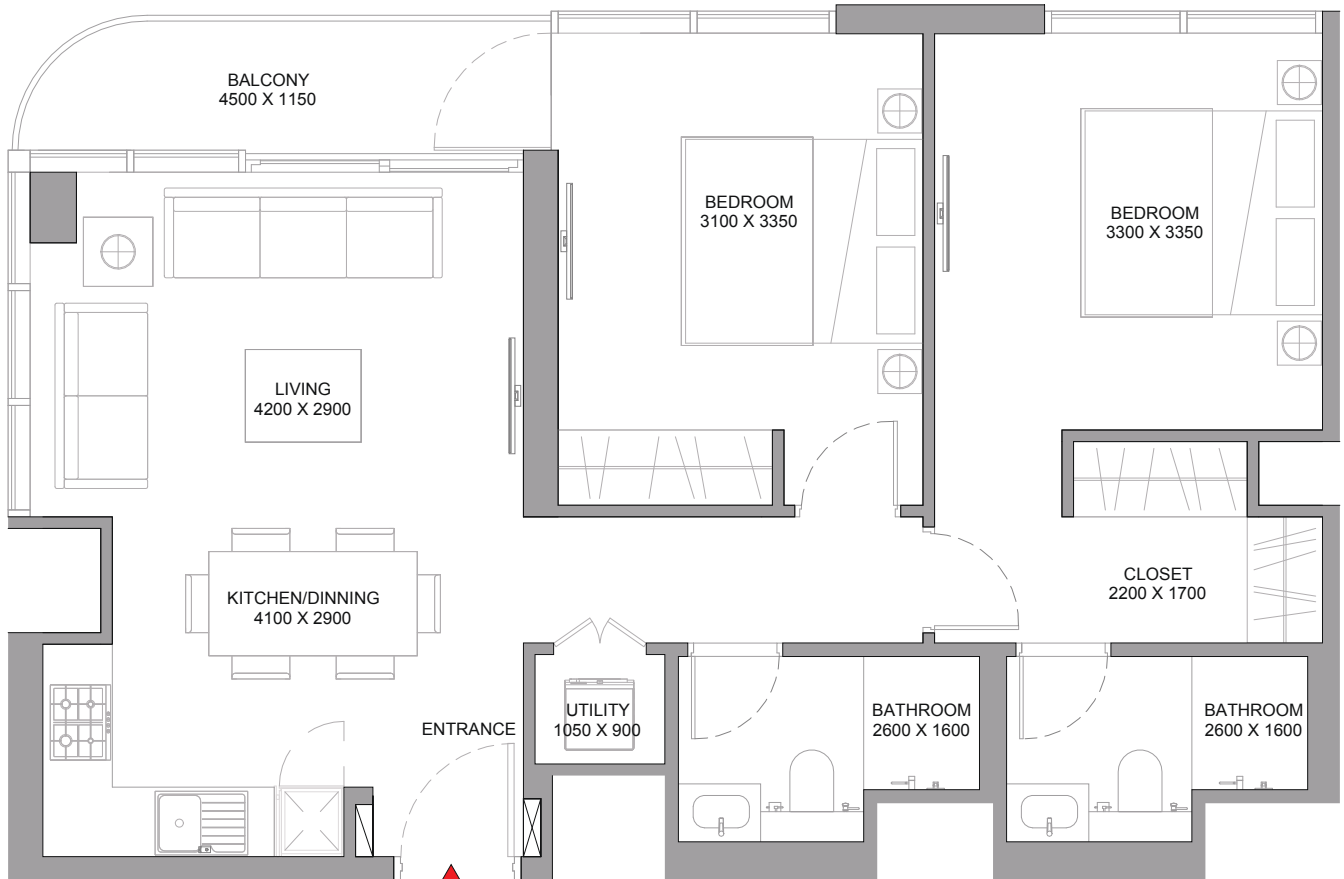 BALCONY
4500 X 1150
BEDROOM
3100 X 3350
BEDROOM
3300 X 3350
LIVING
4200 X 2900
KITCHEN/DINNING
4100 X 2900
CLOSET
2200 X 1700
ENTRANCE
UTILITY
1050 X 900
BATHROOM
2600 X 1600
BATHROOM
2600 X 1600